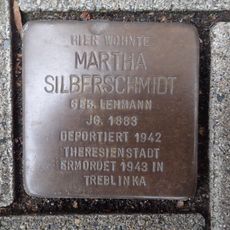 HIER WOHNTE
MARTHA
SILBERSCHMIDT
GEB. LEHMANN
JG. 1883
DEPORTIERT 1942
THERESIENSTADT
ERMORDET 1943 IN
TREBLINKA